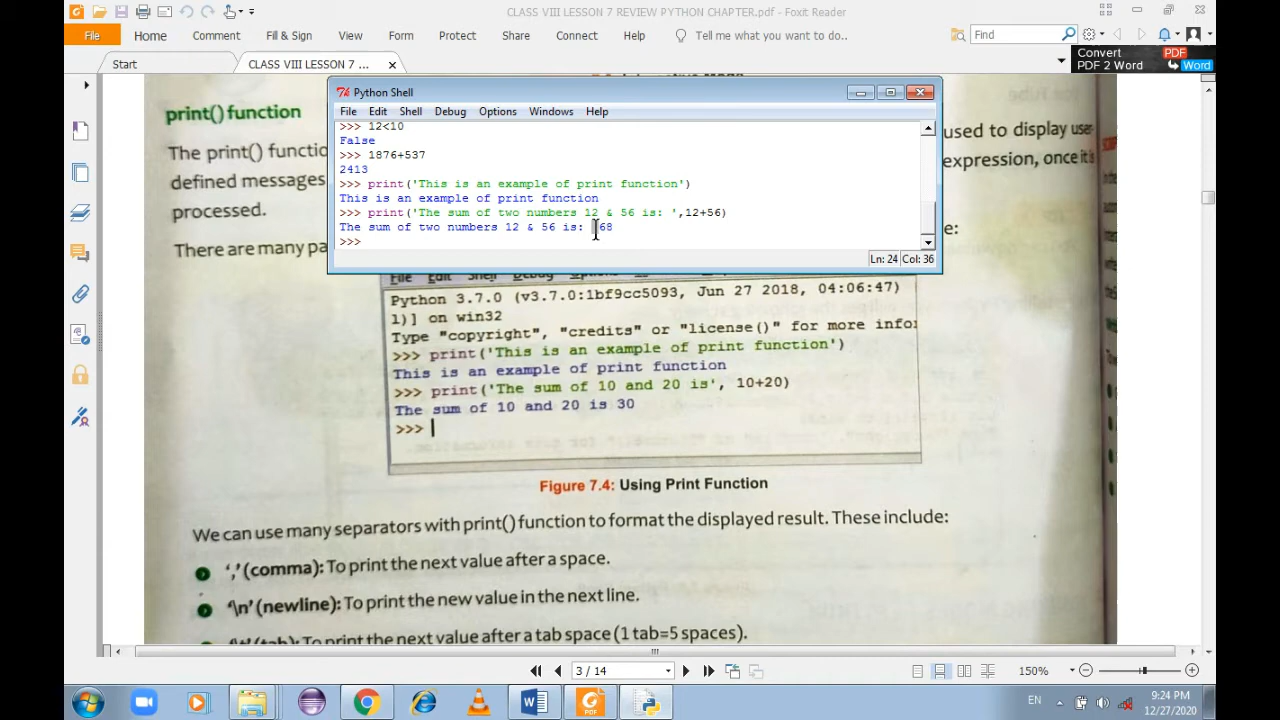 CLASS VIII LESSON 7 REVIEW PYTHON CHAPTER.pdf - Foxit Reader
File Home Comment Fill & Sign View Form Protect Share Connect Help Tell me what you want to do.. Find
Start CLASS VIII LESSON 7 ... Convert PDF
PDF 2 Word Word
print() function
The print() functio
used to display user
defined messages
expression, once it is
processed.
There are many pa
e:
Python Shell
File Edit Shell Debug Options Windows Help
>>> 12<10
False
>>> 1876+537
2413
>>> print('This is an example of print function')
This is an example of print function
>>> print('The sum of two numbers 12 & 56 is: ',12+56)
The sum of two numbers 12 & 56 is: 68
>>>
Ln: 24 Col: 36
Python 3.7.0 (v3.7.0:1bf9cc5093, Jun 27 2018, 04:06:47)
1)] on win32
Type "copyright", "credits" or "license()" for more info
>>> print('This is an example of print function')
This is an example of print function
>>> print('The sum of 10 and 20 is', 10+20)
The sum of 10 and 20 is 30
>>>
Figure 7.4: Using Print Function
We can use many separators with print() function to format the displayed result. These include:
',' (comma): To print the next value after a space.
'\n' (newline): To print the new value in the next line.
'\t' (tab): To print the next value after a tab space (1 tab=5 spaces).
3 / 14 150%
EN 9:24 PM
12/27/2020